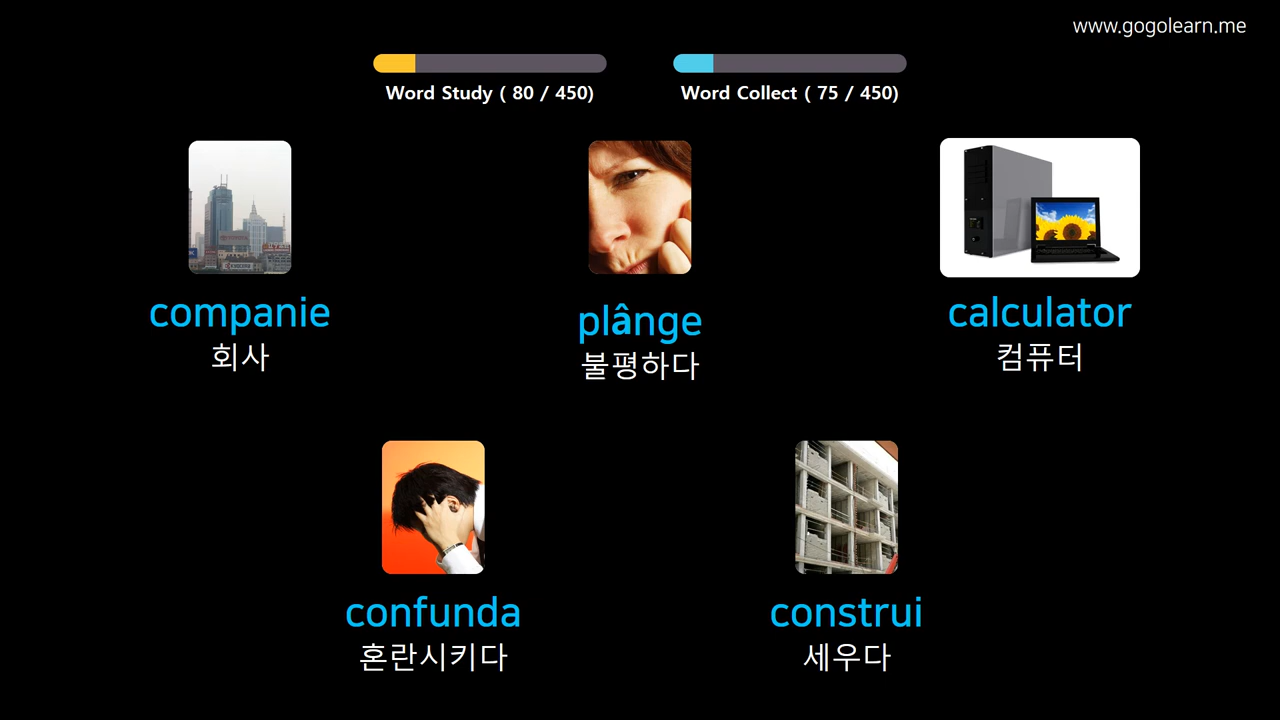 www.gogolearn.me
Word Study ( 80 / 450)
Word Collect ( 75 / 450)
companie
회사
plânge
불평하다
calculator
컴퓨터
confunda
혼란시키다
construi
세우다